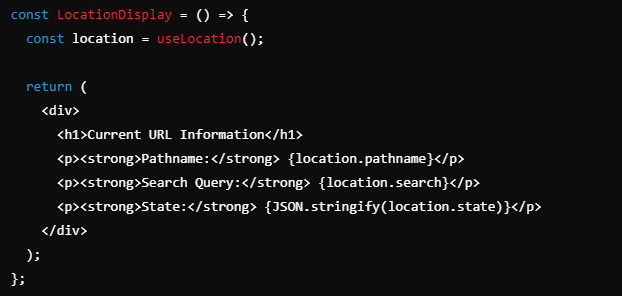 const LocationDisplay = () => {
  const location = useLocation();

  return (
    <div>
      <h1>Current URL Information</h1>
      <p><strong>Pathname:</strong> {location.pathname}</p>
      <p><strong>Search Query:</strong> {location.search}</p>
      <p><strong>State:</strong> {JSON.stringify(location.state)}</p>
    </div>
  );
};